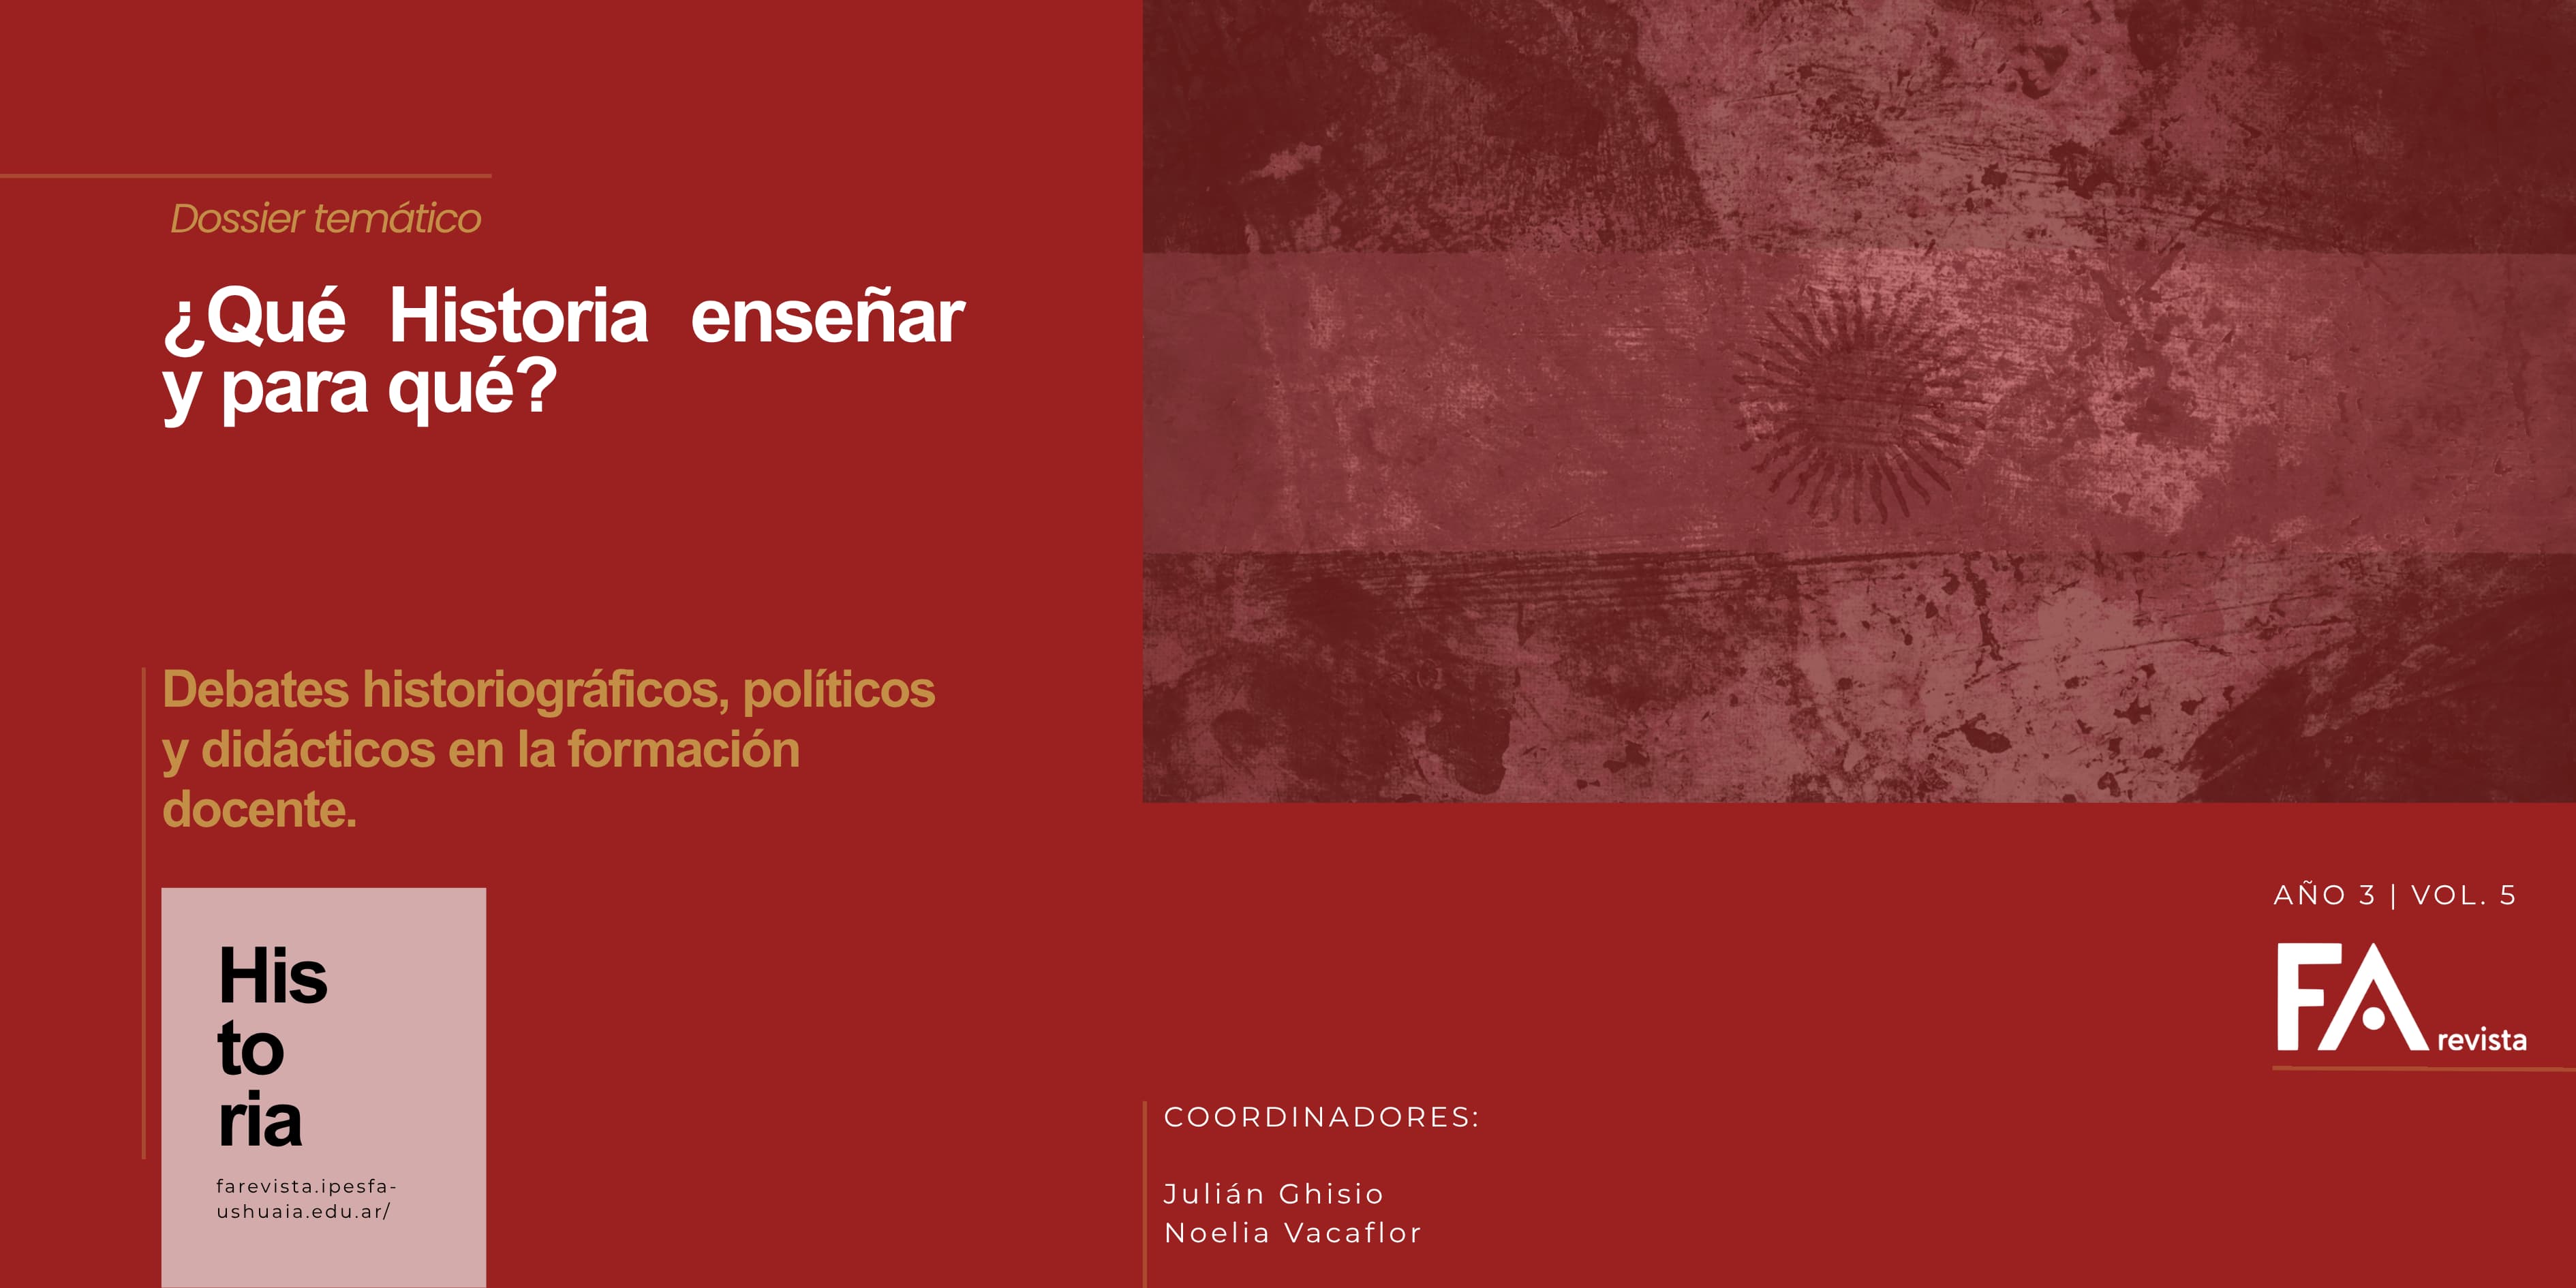 Dossier temático
¿Qué Historia enseñar
y para qué?
Debates historiográficos, políticos
y didácticos en la formación
docente.
His
to
ria
farevista.ipesfa-
ushuaia.edu.ar/
COORDINADORES:
Julián Ghisio
Noelia Vacaflor
AÑO 3 | VOL. 5
FA revista